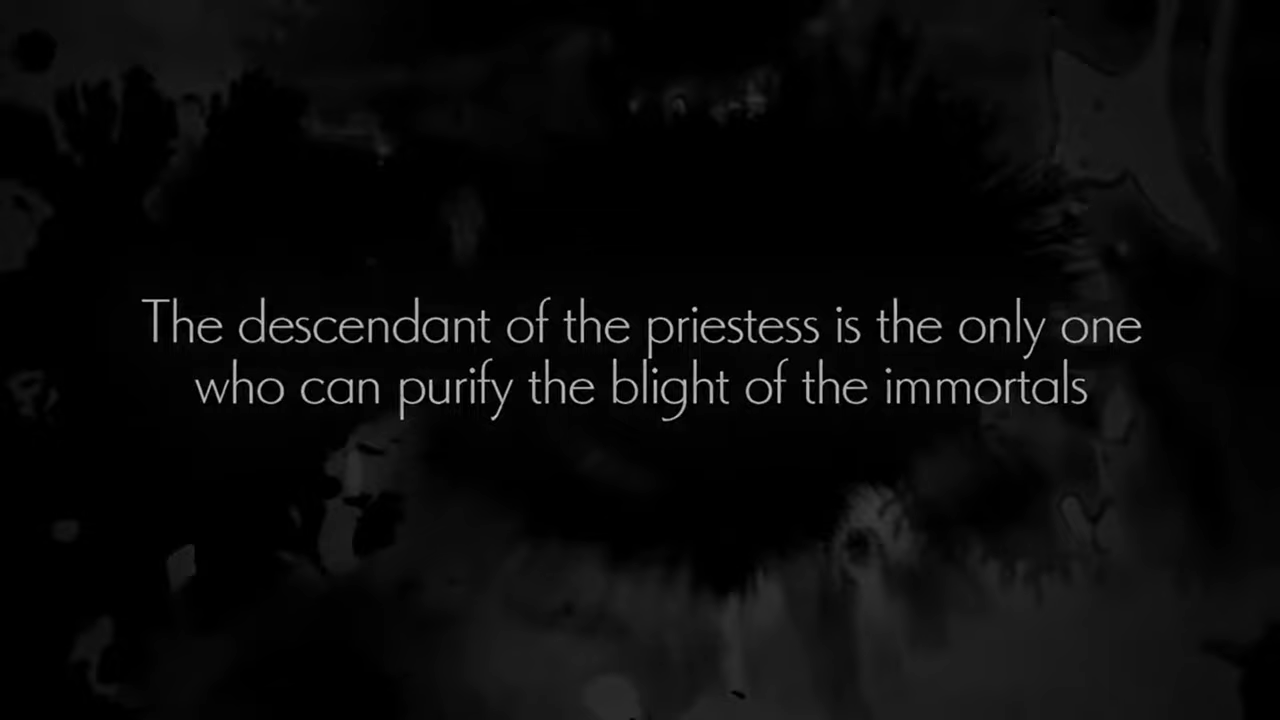 The descendant of the priestess is the only one
who can purify the blight of the immortals